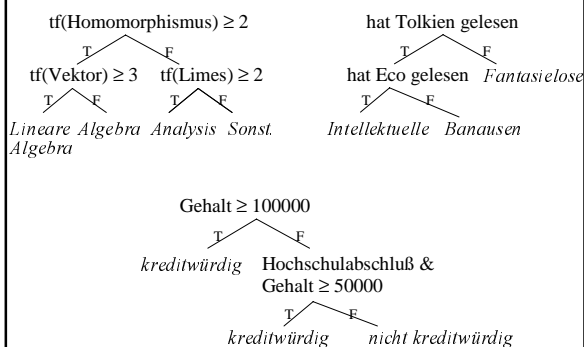 tf(Homomorphismus) ≥ 2
T F
tf(Vektor) ≥ 3 tf(Limes) ≥ 2
T F T F
Lineare Algebra Algebra Analysis Sonst.
hat Tolkien gelesen
T F
hat Eco gelesen Fantasielose
T F
Intellektuelle Banausen
Gehalt ≥ 100000
T F
kreditwürdig Hochschulabschluß &
Gehalt ≥ 50000
T F
kreditwürdig nicht kreditwürdig